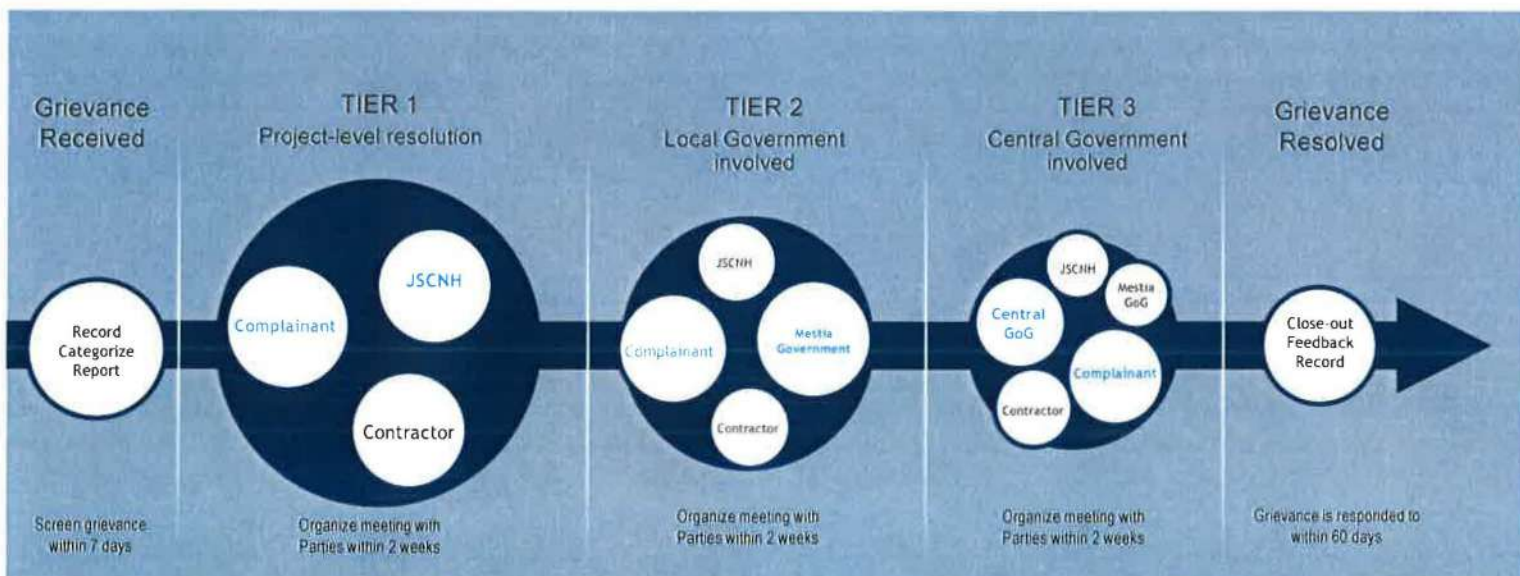 Grievance
Received
TIER 1
Project-level resolution
TIER 2
Local Government
involved
TIER 3
Central Government
involved
Grievance
Resolved
Record
Categorize
Report
Complainant
JSCNH
Contractor
JSCNH
Complainant
Mestia
Government
Contractor
JSCNH
Mestia
GoG
Central
GoG
Complainant
Contractor
Close-out
Feedback
Record
Screen grievance
within 7 days
Organize meeting with
Parties within 2 weeks
Organize meeting with
Parties within 2 weeks
Organize meeting with
Parties within 2 weeks
Grievance is responded to
within 60 days